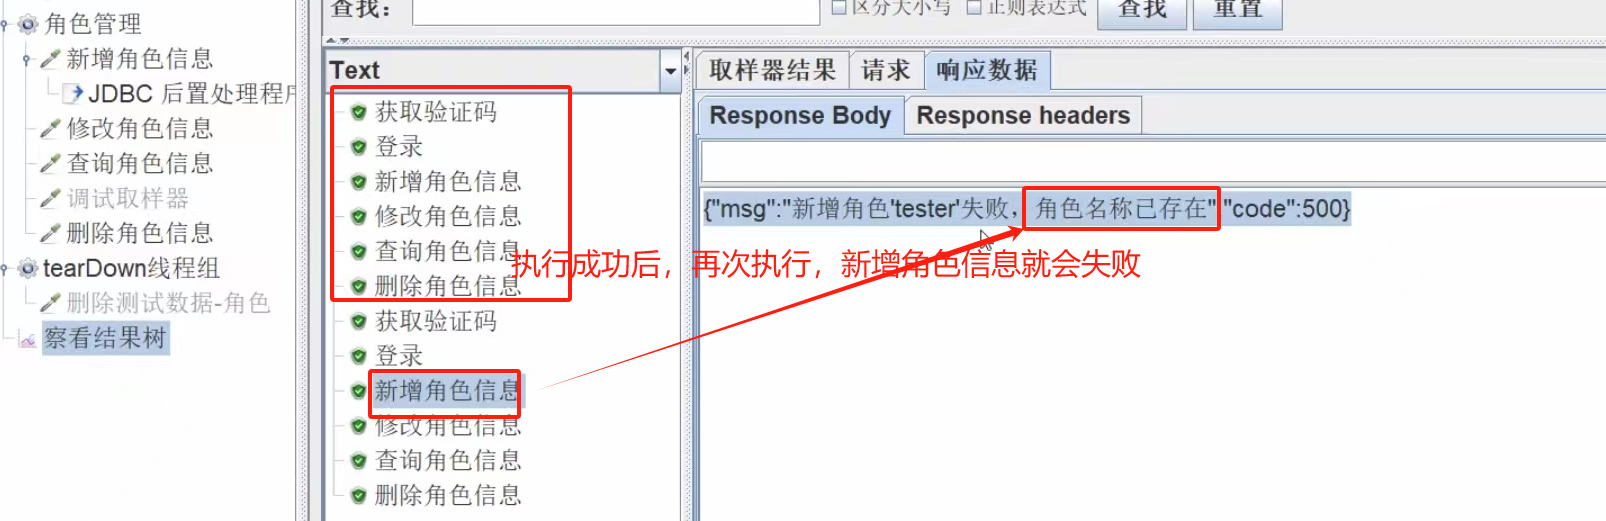 角色管理
新增角色信息
JDBC 后置处理程序
修改角色信息
查询角色信息
调试取样器
删除角色信息
tearDown线程组
删除测试数据-角色
察看结果树
查找：
区分大小写
正则表达式
查找
重置
Text
获取验证码
登录
新增角色信息
修改角色信息
查询角色信息
删除角色信息
获取验证码
登录
新增角色信息
修改角色信息
查询角色信息
删除角色信息
取样器结果
请求
响应数据
Response Body
Response headers
{"msg":"新增角色'tester'失败，角色名称已存在","code":500}
执行成功后，再次执行，新增角色信息就会失败